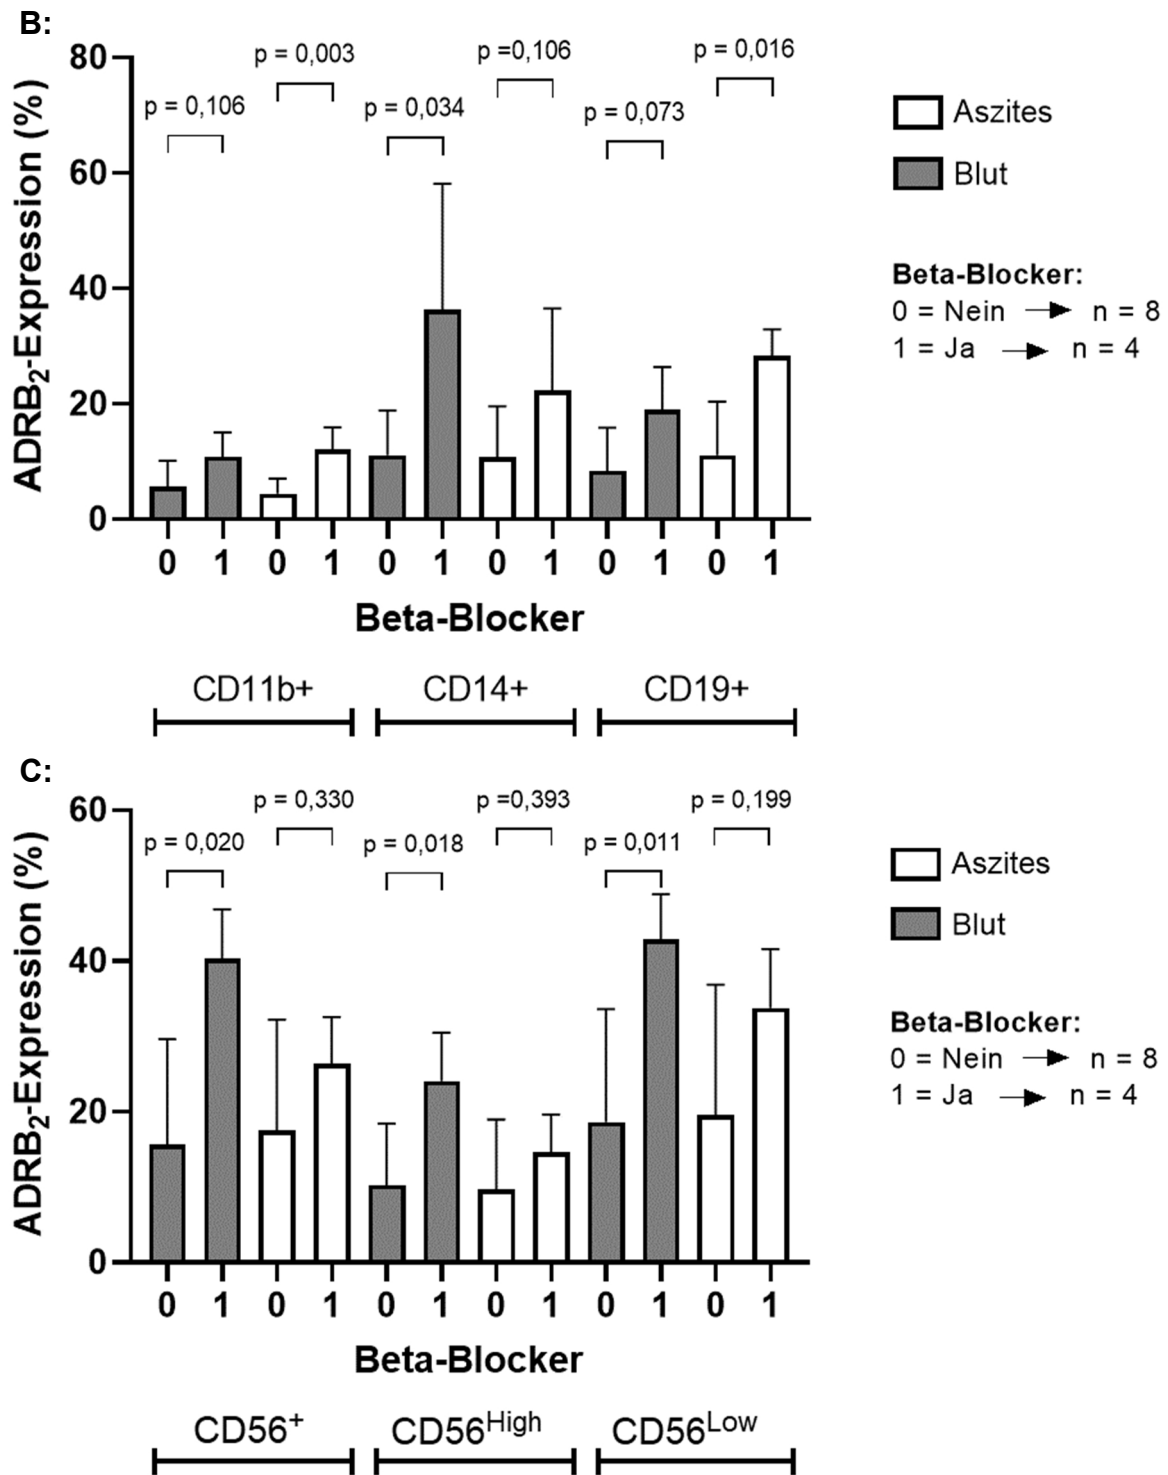 B:
ADRB2-Expression (%)
80
60
40
20
0
p = 0,106
p = 0,003
p = 0,034
p =0,106
p = 0,073
p = 0,016
0 1 0 1 0 1 0 1 0 1 0 1
Beta-Blocker
CD11b+ CD14+ CD19+
Aszites
Blut
Beta-Blocker:
0 = Nein → n = 8
1 = Ja → n = 4
C:
ADRB2-Expression (%)
60
40
20
0
p = 0,020
p = 0,330
p = 0,018
p =0,393
p = 0,011
p = 0,199
0 1 0 1 0 1 0 1 0 1 0 1
Beta-Blocker
CD56+ CD56High CD56Low
Aszites
Blut
Beta-Blocker:
0 = Nein → n = 8
1 = Ja → n = 4